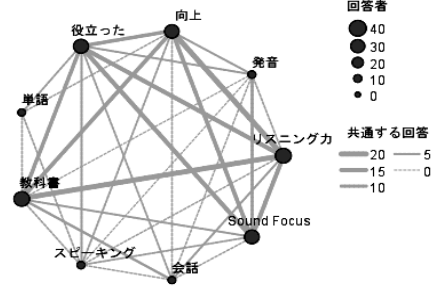 向上
役立った
発音
単語
リスニング力
教科書
Sound Focus
スピーキング
会話
回答者
40
30
20
10
0
共通する回答
20 5
15 0
10